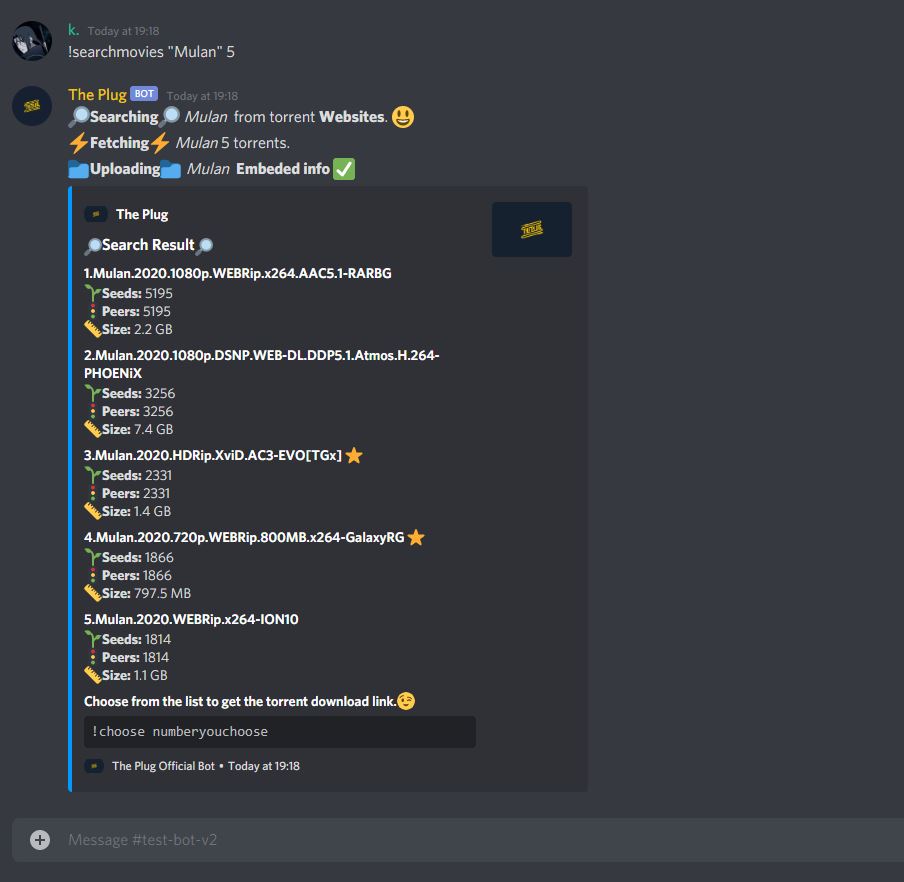 k. Today at 19:18
!searchmovies "Mulan" 5
The Plug BOT Today at 19:18
Searching Mulan from torrent Websites.
Fetching Mulan 5 torrents.
Uploading Mulan Embeded info
The Plug
Search Result
1.Mulan.2020.1080p.WEBRip.x264.AAC5.1-RARBG
Seeds: 5195
Peers: 5195
Size: 2.2 GB
2.Mulan.2020.1080p.DSNP.WEB-DL.DDP5.1.Atmos.H.264-
PHOENiX
Seeds: 3256
Peers: 3256
Size: 7.4 GB
3.Mulan.2020.HDRip.XviD.AC3-EVO[TGx]
Seeds: 2331
Peers: 2331
Size: 1.4 GB
4.Mulan.2020.720p.WEBRip.800MB.x264-GalaxyRG
Seeds: 1866
Peers: 1866
Size: 797.5 MB
5.Mulan.2020.WEBRip.x264-ION10
Seeds: 1814
Peers: 1814
Size: 1.1 GB
Choose from the list to get the torrent download link.
!choose numberyouchoose
The Plug Official Bot • Today at 19:18
Message #test-bot-v2